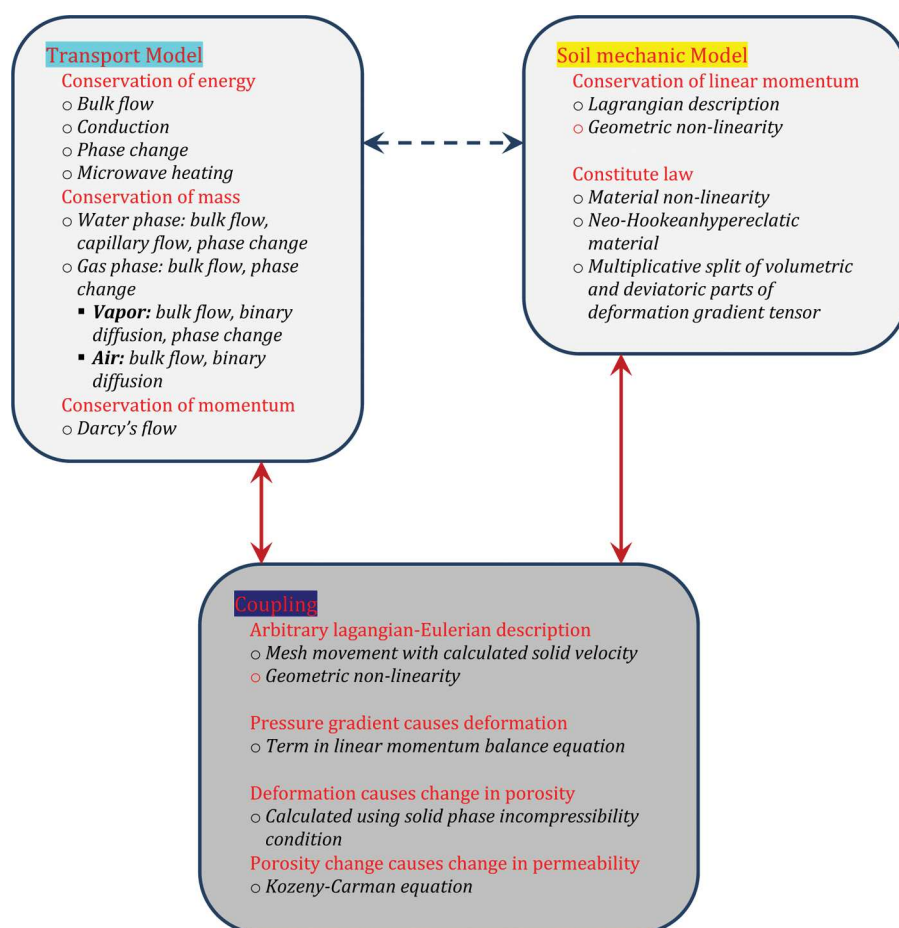 Transport Model
Conservation of energy
○ Bulk flow
○ Conduction
○ Phase change
○ Microwave heating
Conservation of mass
○ Water phase: bulk flow,
capillary flow, phase change
○ Gas phase: bulk flow, phase
change
▪ Vapor: bulk flow, binary
diffusion, phase change
▪ Air: bulk flow, binary
diffusion
Conservation of momentum
○ Darcy's flow
Soil mechanic Model
Conservation of linear momentum
○ Lagrangian description
○ Geometric non-linearity
Constitute law
○ Material non-linearity
○ Neo-Hookeanhypereclatic
material
○ Multiplicative split of volumetric
and deviatoric parts of
deformation gradient tensor
Coupling
Arbitrary lagangian-Eulerian description
○ Mesh movement with calculated solid velocity
○ Geometric non-linearity
Pressure gradient causes deformation
○ Term in linear momentum balance equation
Deformation causes change in porosity
○ Calculated using solid phase incompressibility
condition
Porosity change causes change in permeability
○ Kozeny-Carman equation